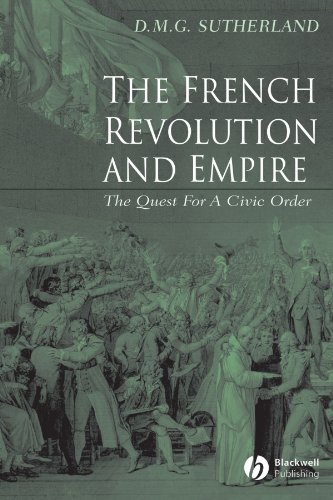 D.M.G. SUTHERLAND
THE FRENCH
REVOLUTION
AND EMPIRE
The Quest For A Civic Order
Blackwell
Publishing